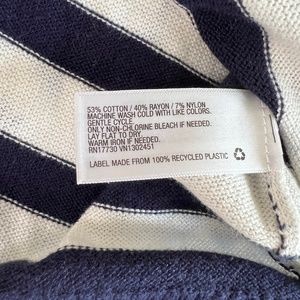 53% COTTON / 40% RAYON / 7% NYLON
MACHINE WASH COLD WITH LIKE COLORS.
GENTLE CYCLE
ONLY NON-CHLORINE BLEACH IF NEEDED.
LAY FLAT TO DRY.
WARM IRON IF NEEDED.
RN17730 VN1302451
LABEL MADE FROM 100% RECYCLED PLASTIC